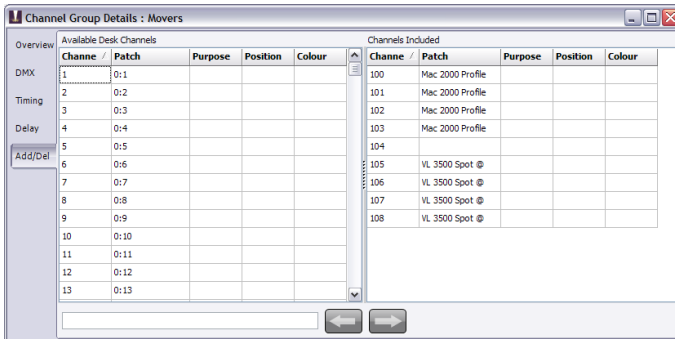 Channel Group Details : Movers
Overview
DMX
Timing
Delay
Add/Del
Available Desk Channels
Channe / Patch Purpose Position Colour
1 0:1
2 0:2
3 0:3
4 0:4
5 0:5
6 0:6
7 0:7
8 0:8
9 0:9
10 0:10
11 0:11
12 0:12
13 0:13
Channels Included
Channe / Patch Purpose Position Colour
100 Mac 2000 Profile
101 Mac 2000 Profile
102 Mac 2000 Profile
103 Mac 2000 Profile
104
105 VL 3500 Spot @
106 VL 3500 Spot @
107 VL 3500 Spot @
108 VL 3500 Spot @